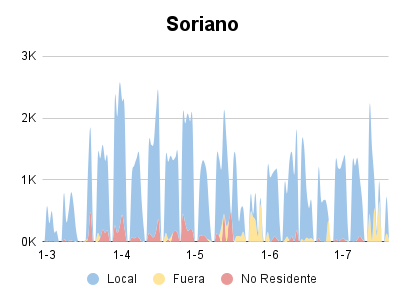 Soriano
3K
2K
1K
0K
1-3 1-4 1-5 1-6 1-7
Local Fuera No Residente